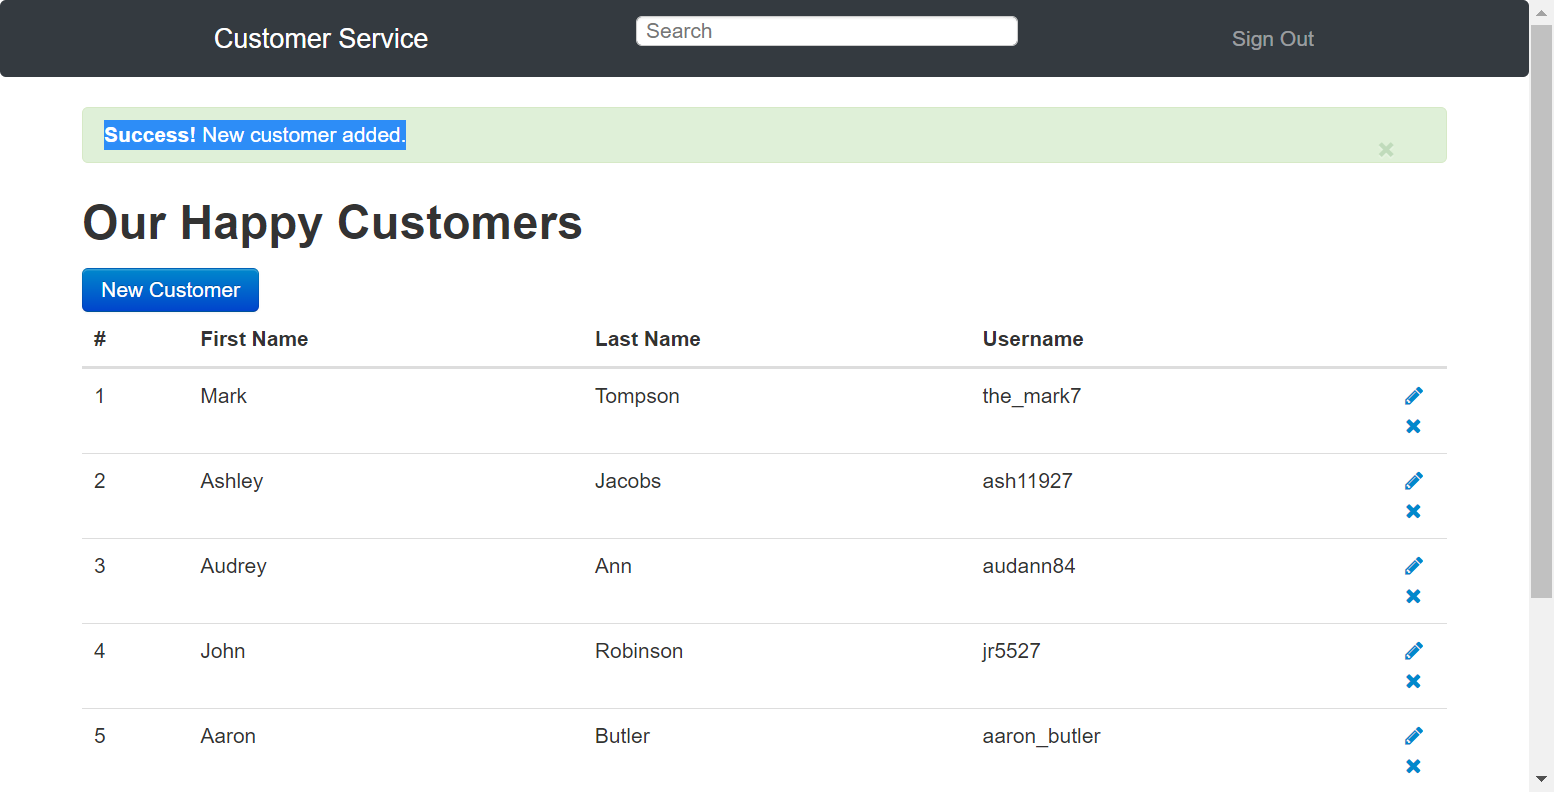 Customer Service Search Sign Out
Success! New customer added.
Our Happy Customers
New Customer
# First Name Last Name Username
1 Mark Tompson the_mark7
2 Ashley Jacobs ash11927
3 Audrey Ann audann84
4 John Robinson jr5527
5 Aaron Butler aaron_butler